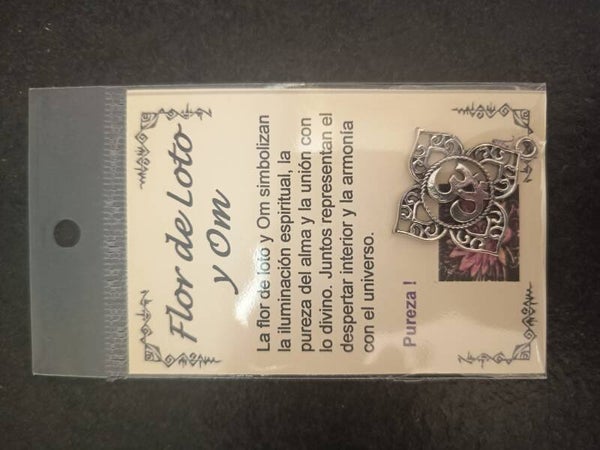 Flor de Loto
y Om
La flor de loto y Om simbolizan
la iluminación espiritual, la
pureza del alma y la unión con
lo divino. Juntos representan el
despertar interior y la armonía
con el universo.
Pureza !